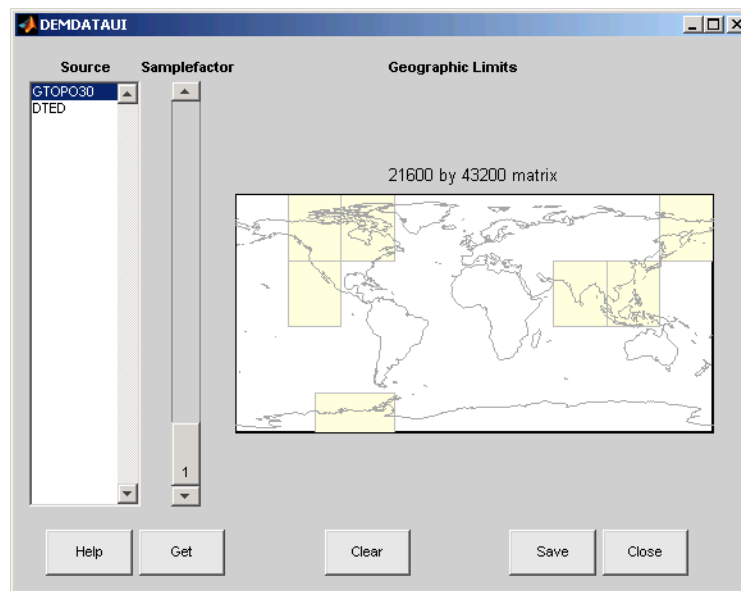 DEMDATAUI
Source Samplefactor Geographic Limits
GTOPO30
DTED
21600 by 43200 matrix
1
Help Get Clear Save Close